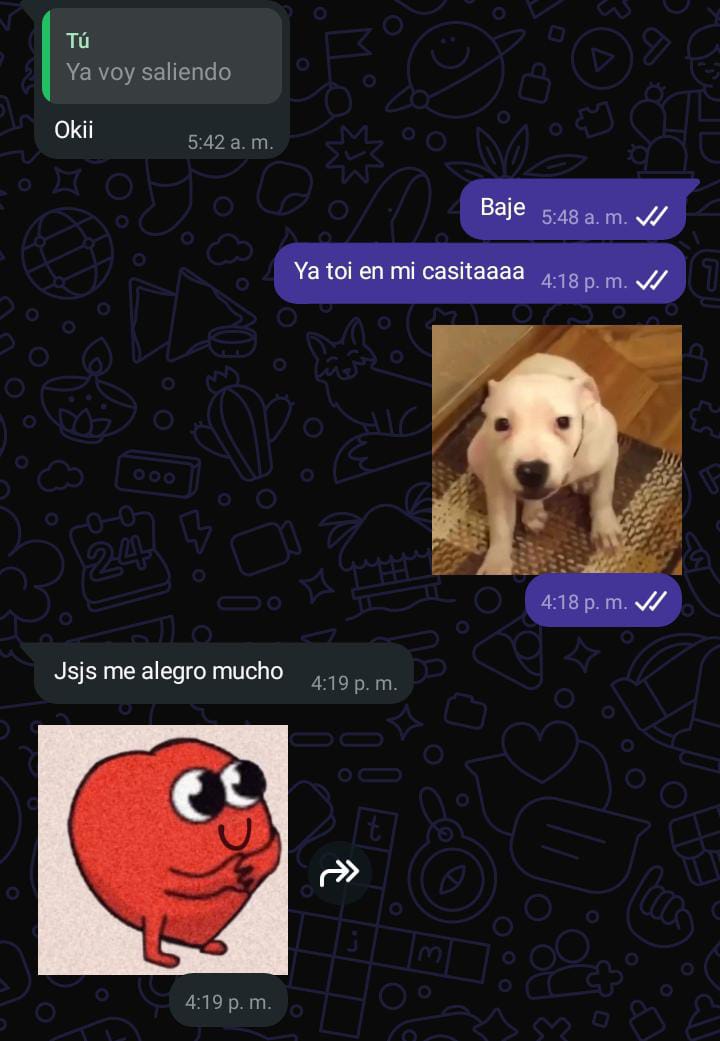 Tú
Ya voy saliendo
Okii
5:42 a. m.
Baje 5:48 a. m.
Ya toi en mi casitaaaa 4:18 p. m.
24
4:18 p. m.
Jsjs me alegro mucho 4:19 p. m.
t
j
m
4:19 p. m.